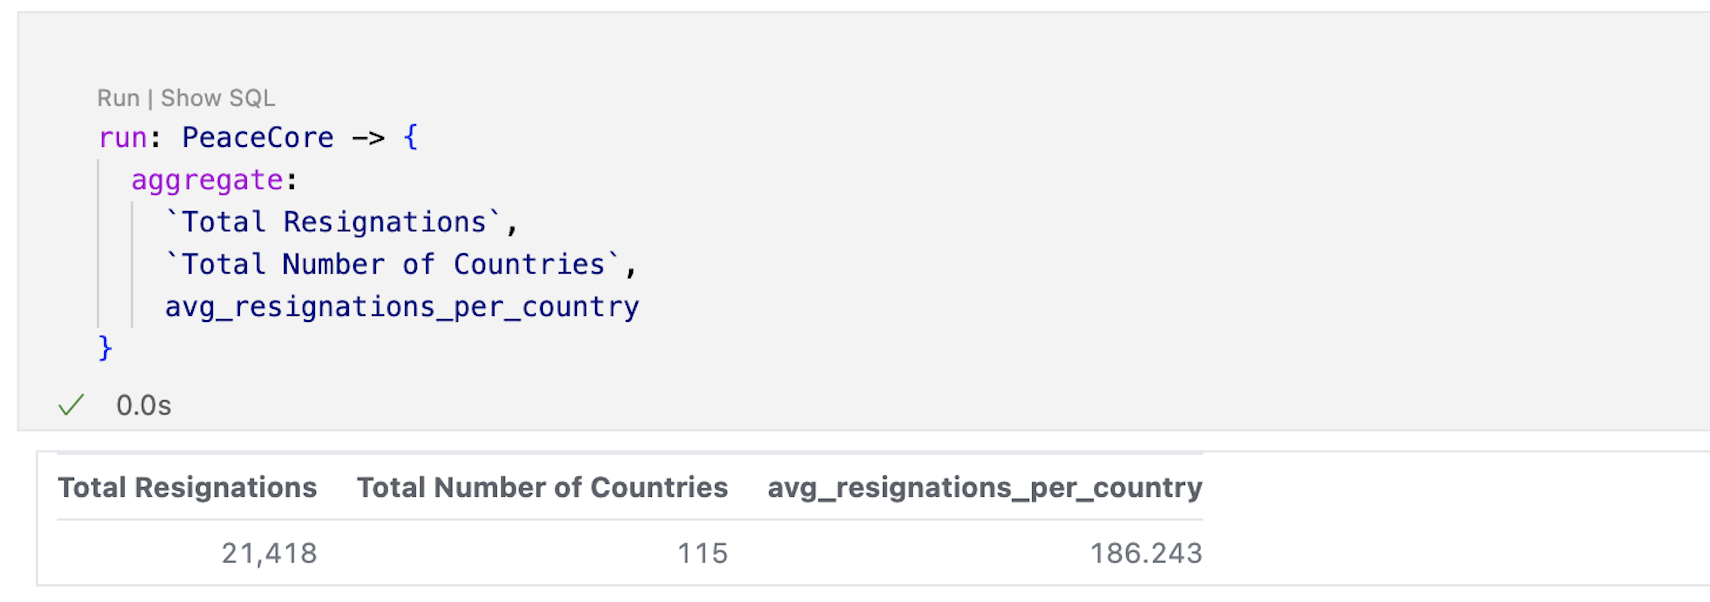 Run | Show SQL
run: PeaceCore -> {
aggregate:
`Total Resignations`,
`Total Number of Countries`,
avg_resignations_per_country
}
0.0s
Total Resignations Total Number of Countries avg_resignations_per_country
21,418 115 186.243